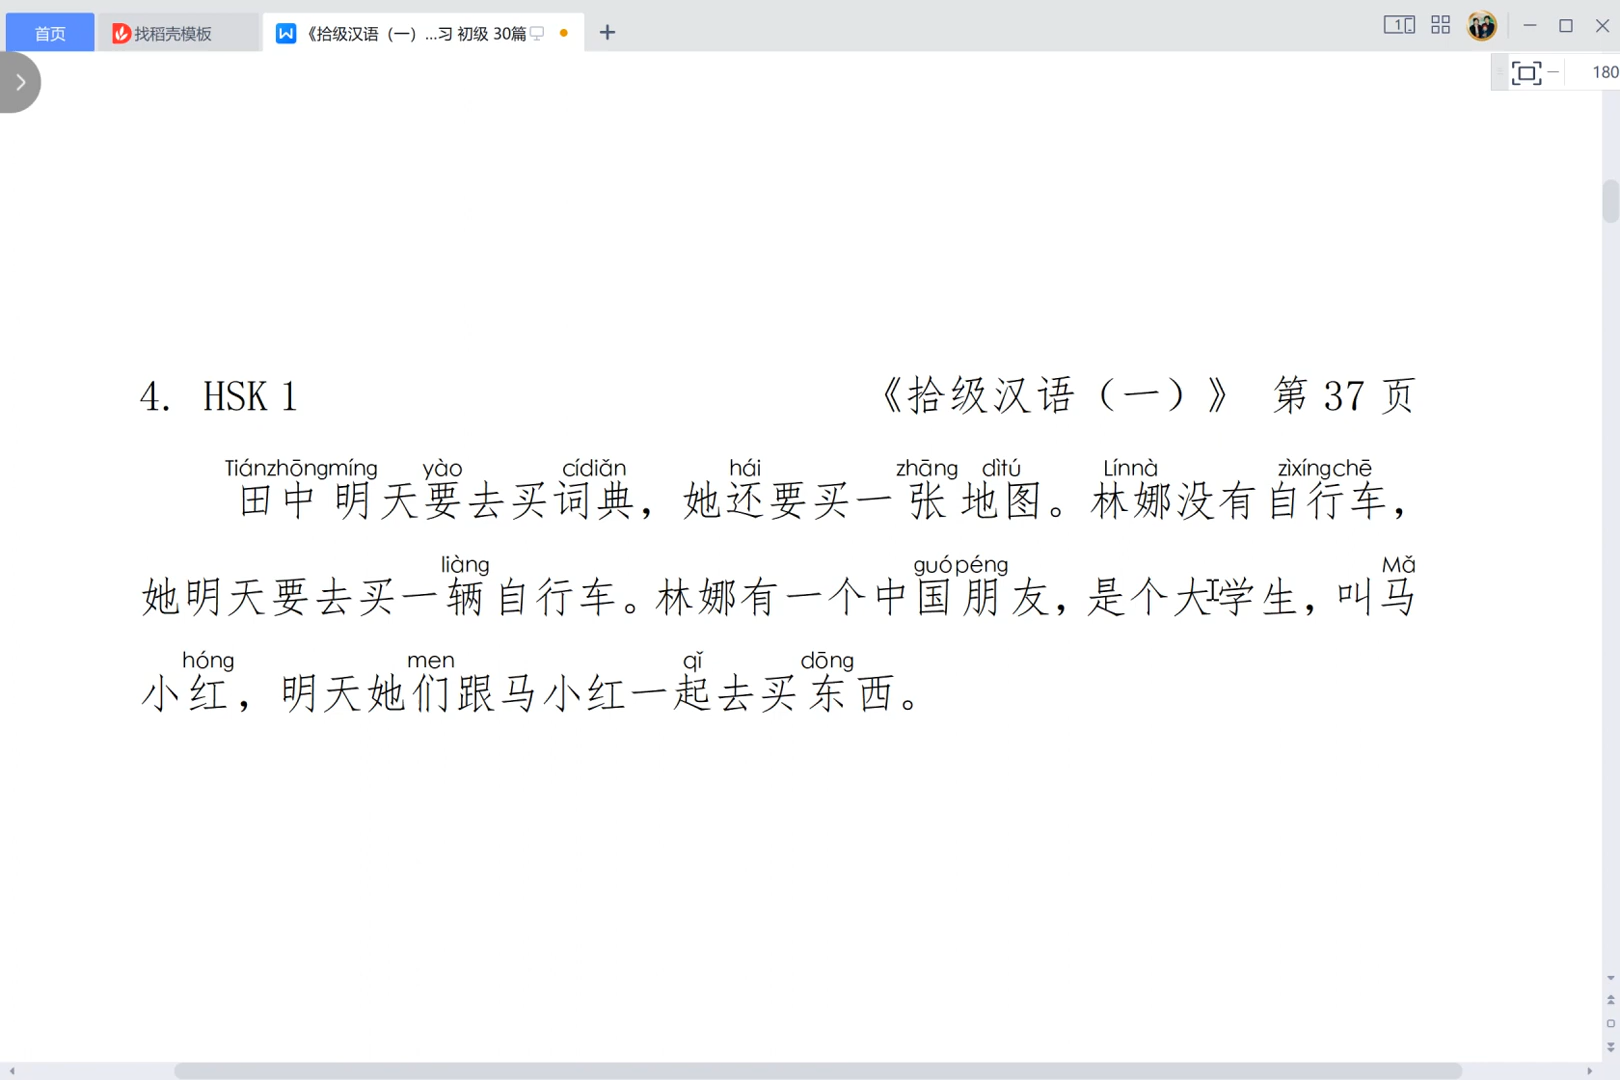 首页 找稻壳模板 《拾级汉语（一）...习 初级 30篇
180
4. HSK 1 《拾级汉语（一）》 第 37 页
Tiánzhōngmíng yào cídiǎn hái zhāng dìtú Línnà zìxíngchē
田中明天要去买词典，她还要买一张地图。林娜没有自行车，
liàng guópéng Mǎ
她明天要去买一辆自行车。林娜有一个中国朋友，是个大学生，叫马
hóng men qǐ dōng
小红，明天她们跟马小红一起去买东西。